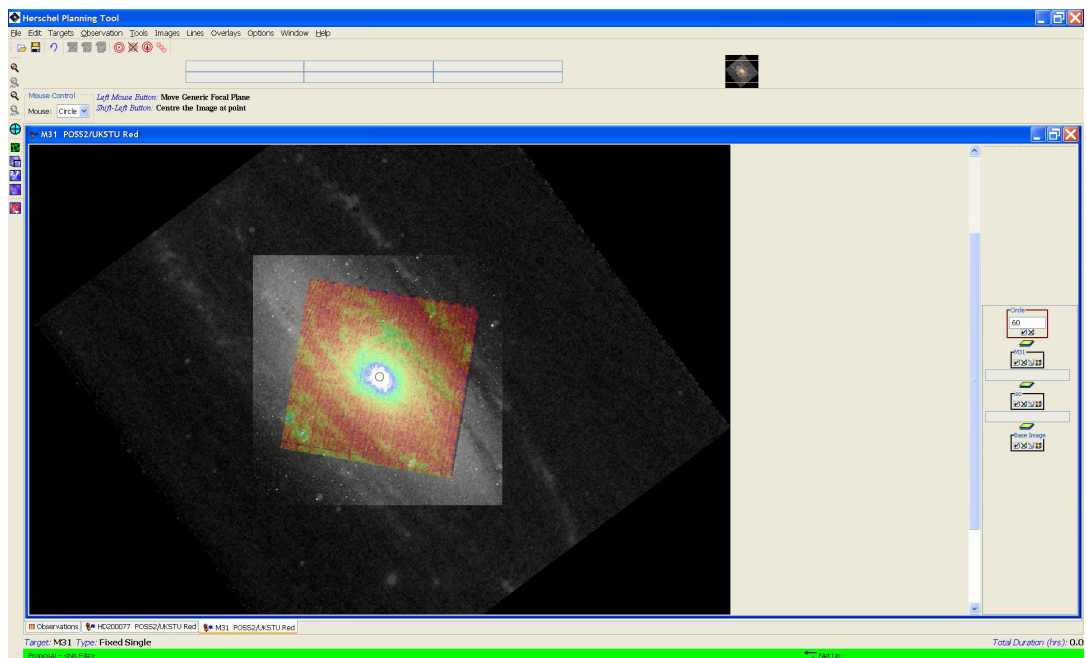 Herschel Planning Tool
File Edit Targets Observation Tools Images Lines Overlays Options Window Help
Mouse Control
Left Mouse Button: Move Generic Focal Plane
Mouse: Circle
Shift-Left Button: Centre the Image at point
M31 POSS2/UKSTU Red
Circle
60
M31
Iso
Base Image
Observations HD200077 POSS2/UKSTU Red M31 POSS2/UKSTU Red
Target: M31 Type: Fixed Single Total Duration (hrs): 0.0
Proposal - <No File> Net Up